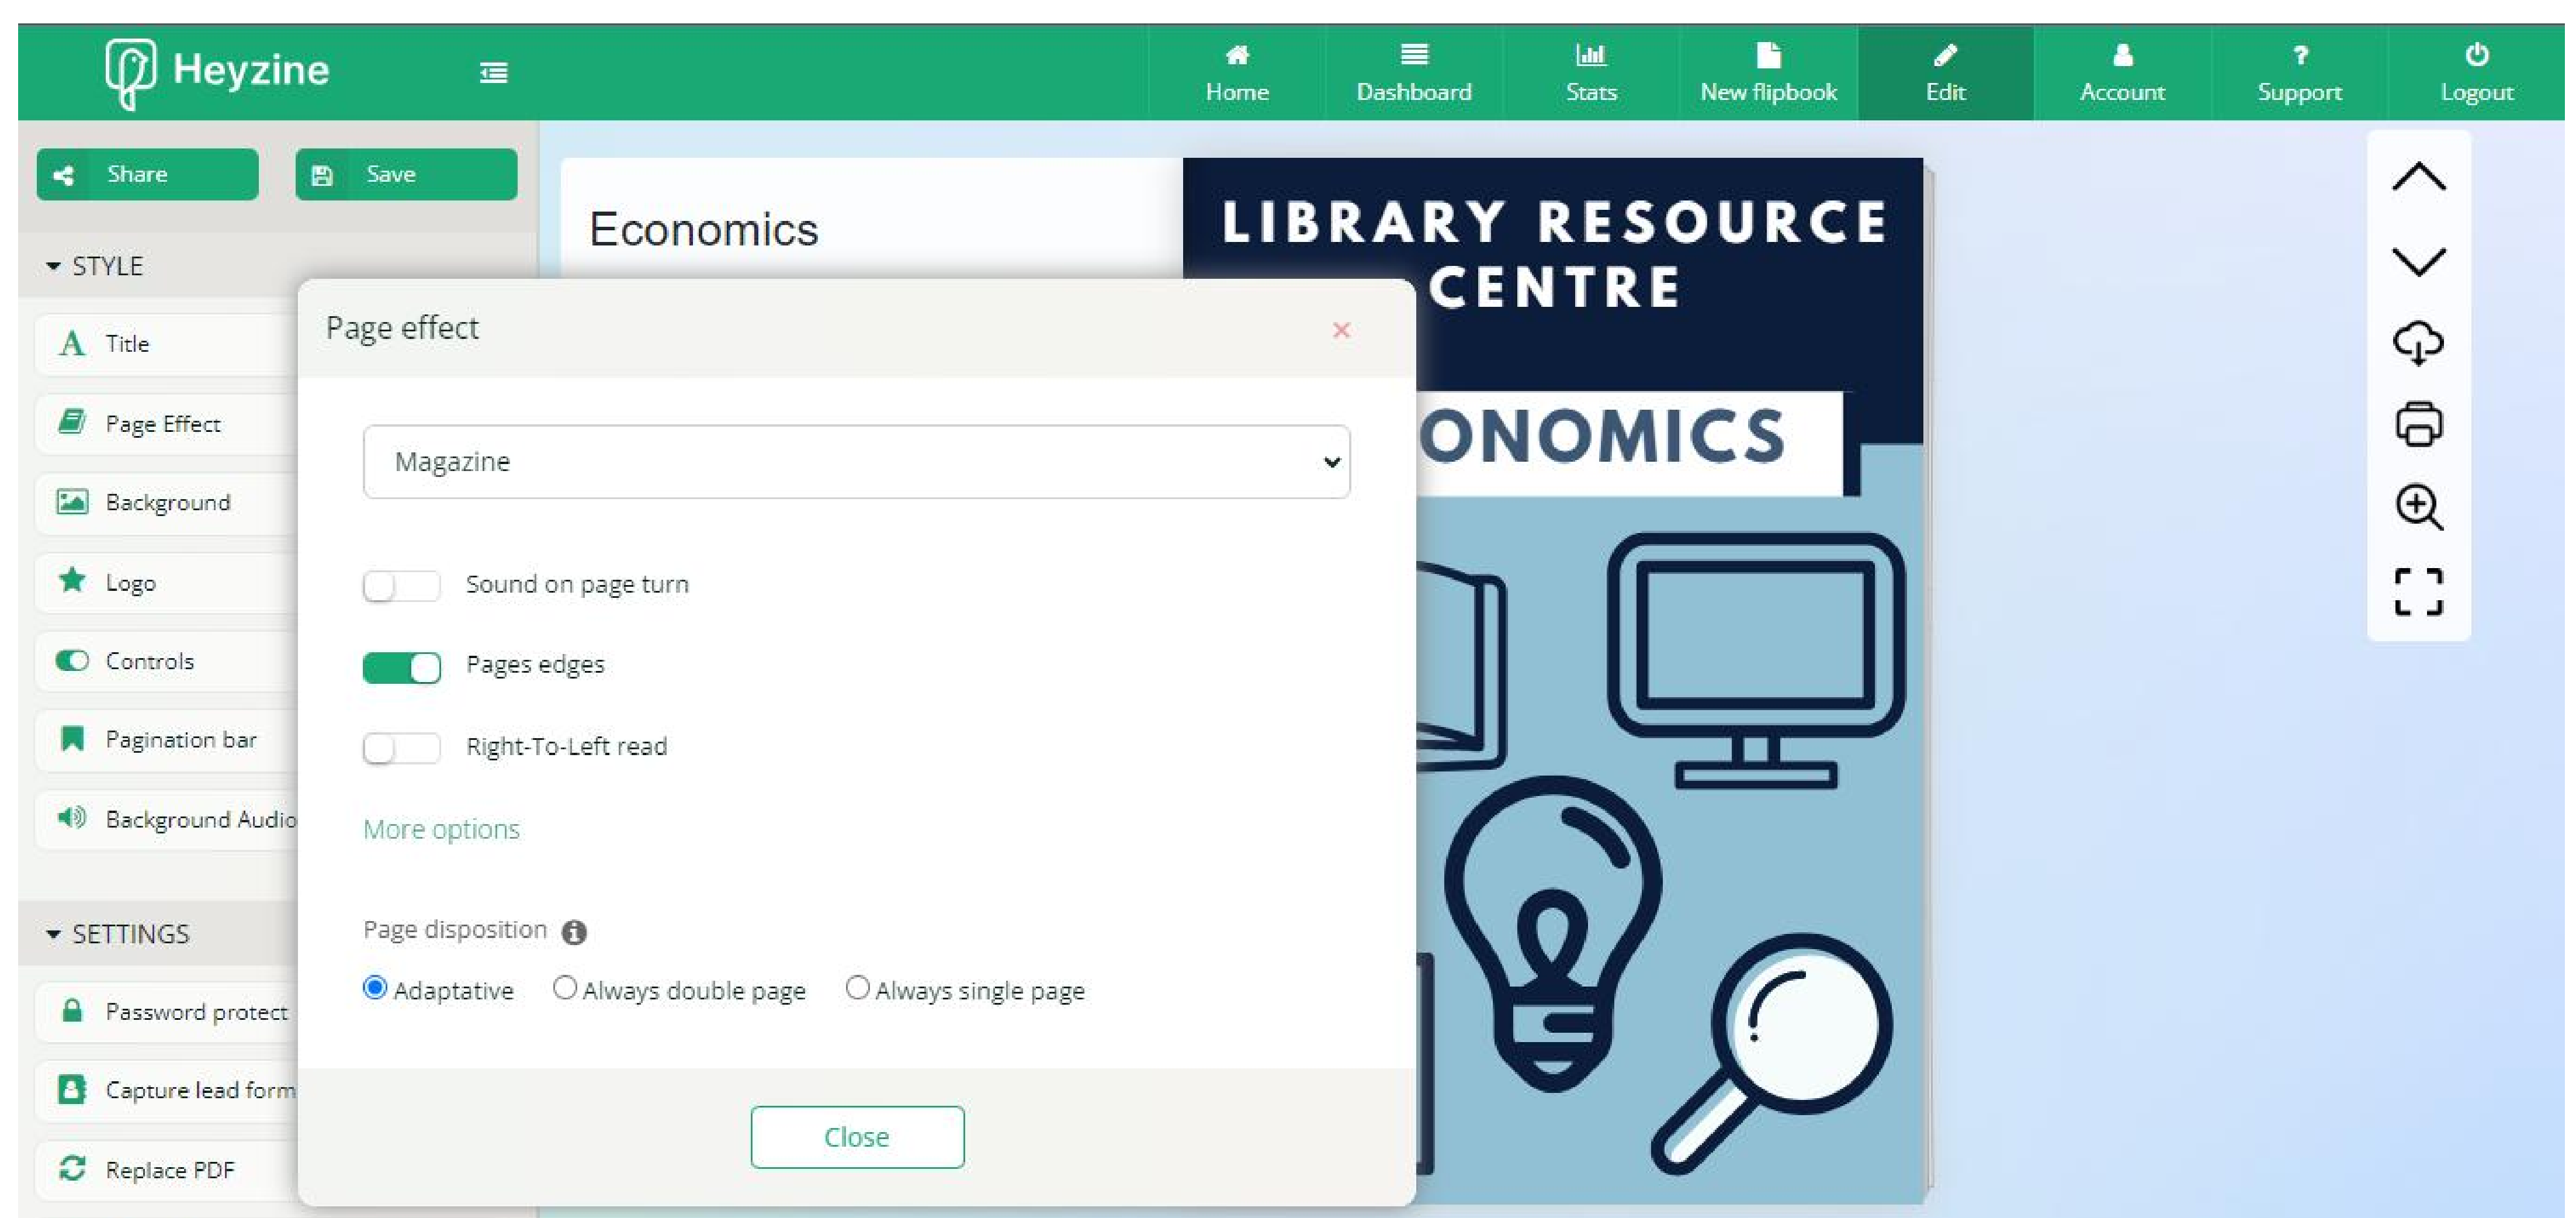 Heyzine
Home
Dashboard
Stats
New flipbook
Edit
Account
Support
Logout
Share
Save
STYLE
Title
Page Effect
Background
Logo
Controls
Pagination bar
Background Audio
SETTINGS
Password protect
Capture lead form
Replace PDF
Economics
Page effect
Magazine
Sound on page turn
Pages edges
Right-To-Left read
More options
Page disposition
Adaptative
Always double page
Always single page
Close
LIBRARY RESOURCE
CENTRE
ONOMICS